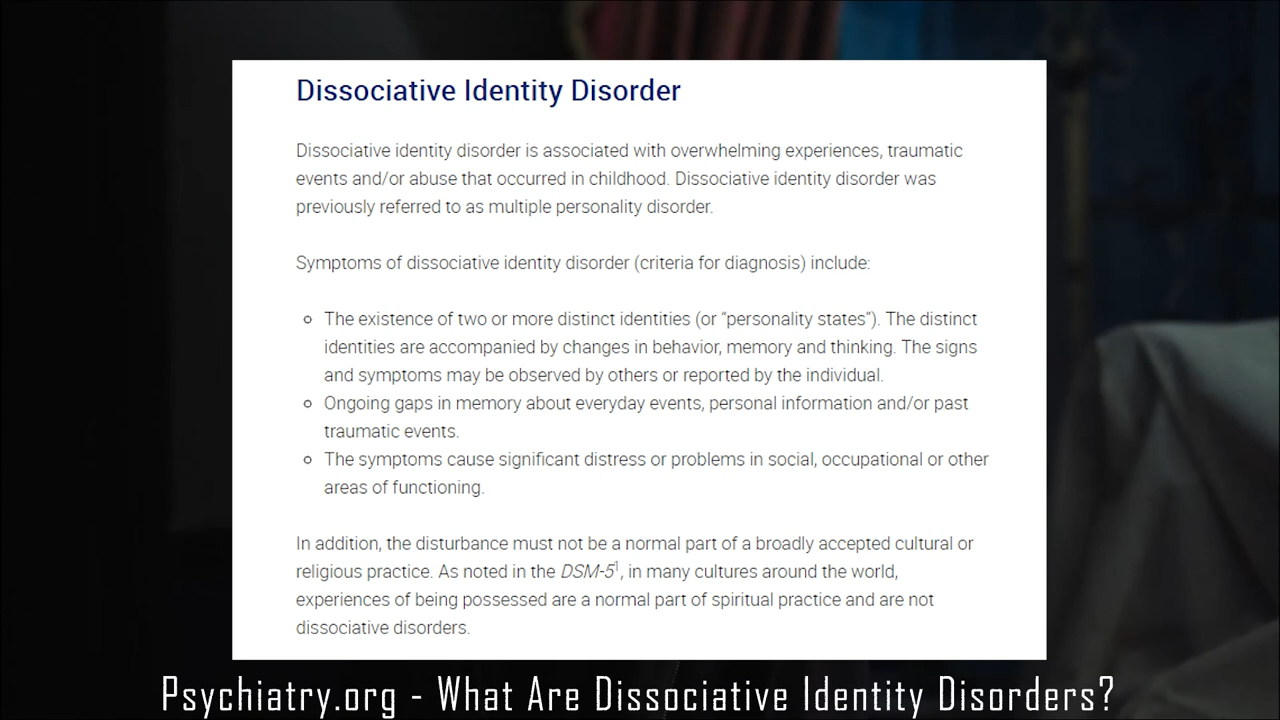 Dissociative Identity Disorder
Dissociative identity disorder is associated with overwhelming experiences, traumatic
events and/or abuse that occurred in childhood. Dissociative identity disorder was
previously referred to as multiple personality disorder.
Symptoms of dissociative identity disorder (criteria for diagnosis) include:
○ The existence of two or more distinct identities (or “personality states”). The distinct
identities are accompanied by changes in behavior, memory and thinking. The signs
and symptoms may be observed by others or reported by the individual.
○ Ongoing gaps in memory about everyday events, personal information and/or past
traumatic events.
○ The symptoms cause significant distress or problems in social, occupational or other
areas of functioning.
In addition, the disturbance must not be a normal part of a broadly accepted cultural or
religious practice. As noted in the DSM-5¹, in many cultures around the world,
experiences of being possessed are a normal part of spiritual practice and are not
dissociative disorders.
Psychiatry.org - What Are Dissociative Identity Disorders?